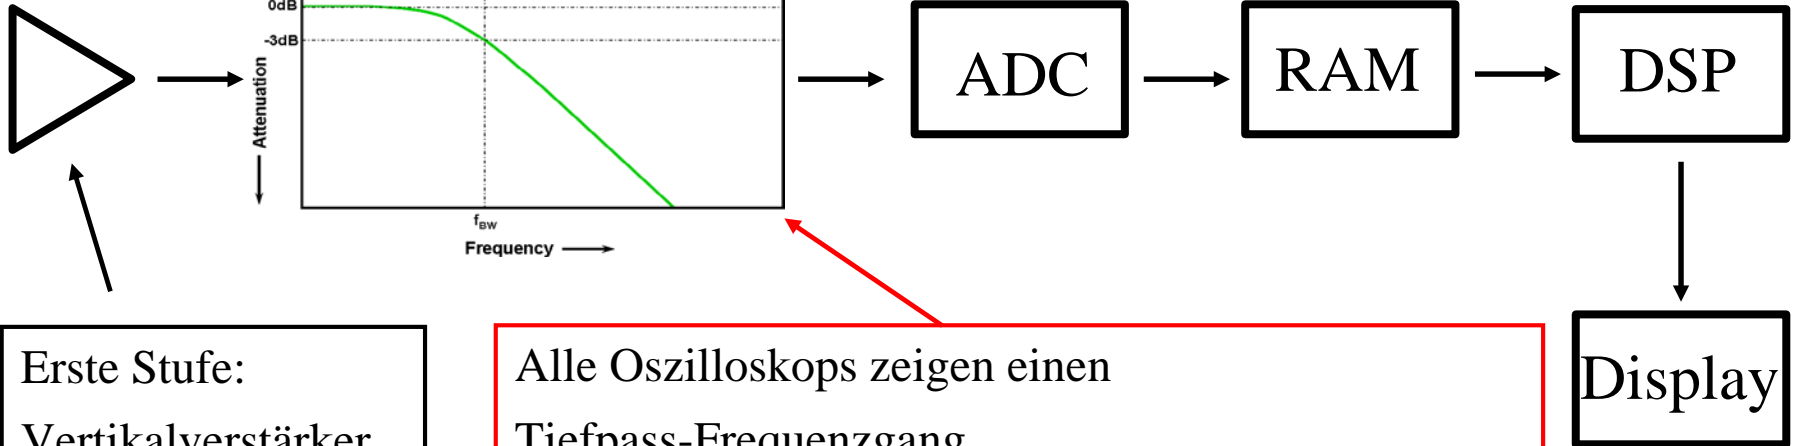 0dB
-3dB
Attenuation
f_BW
Frequency
ADC
RAM
DSP
Display
Erste Stufe:
Vertikalverstärker
Alle Oszilloskops zeigen einen
Tiefpass-Frequenzgang